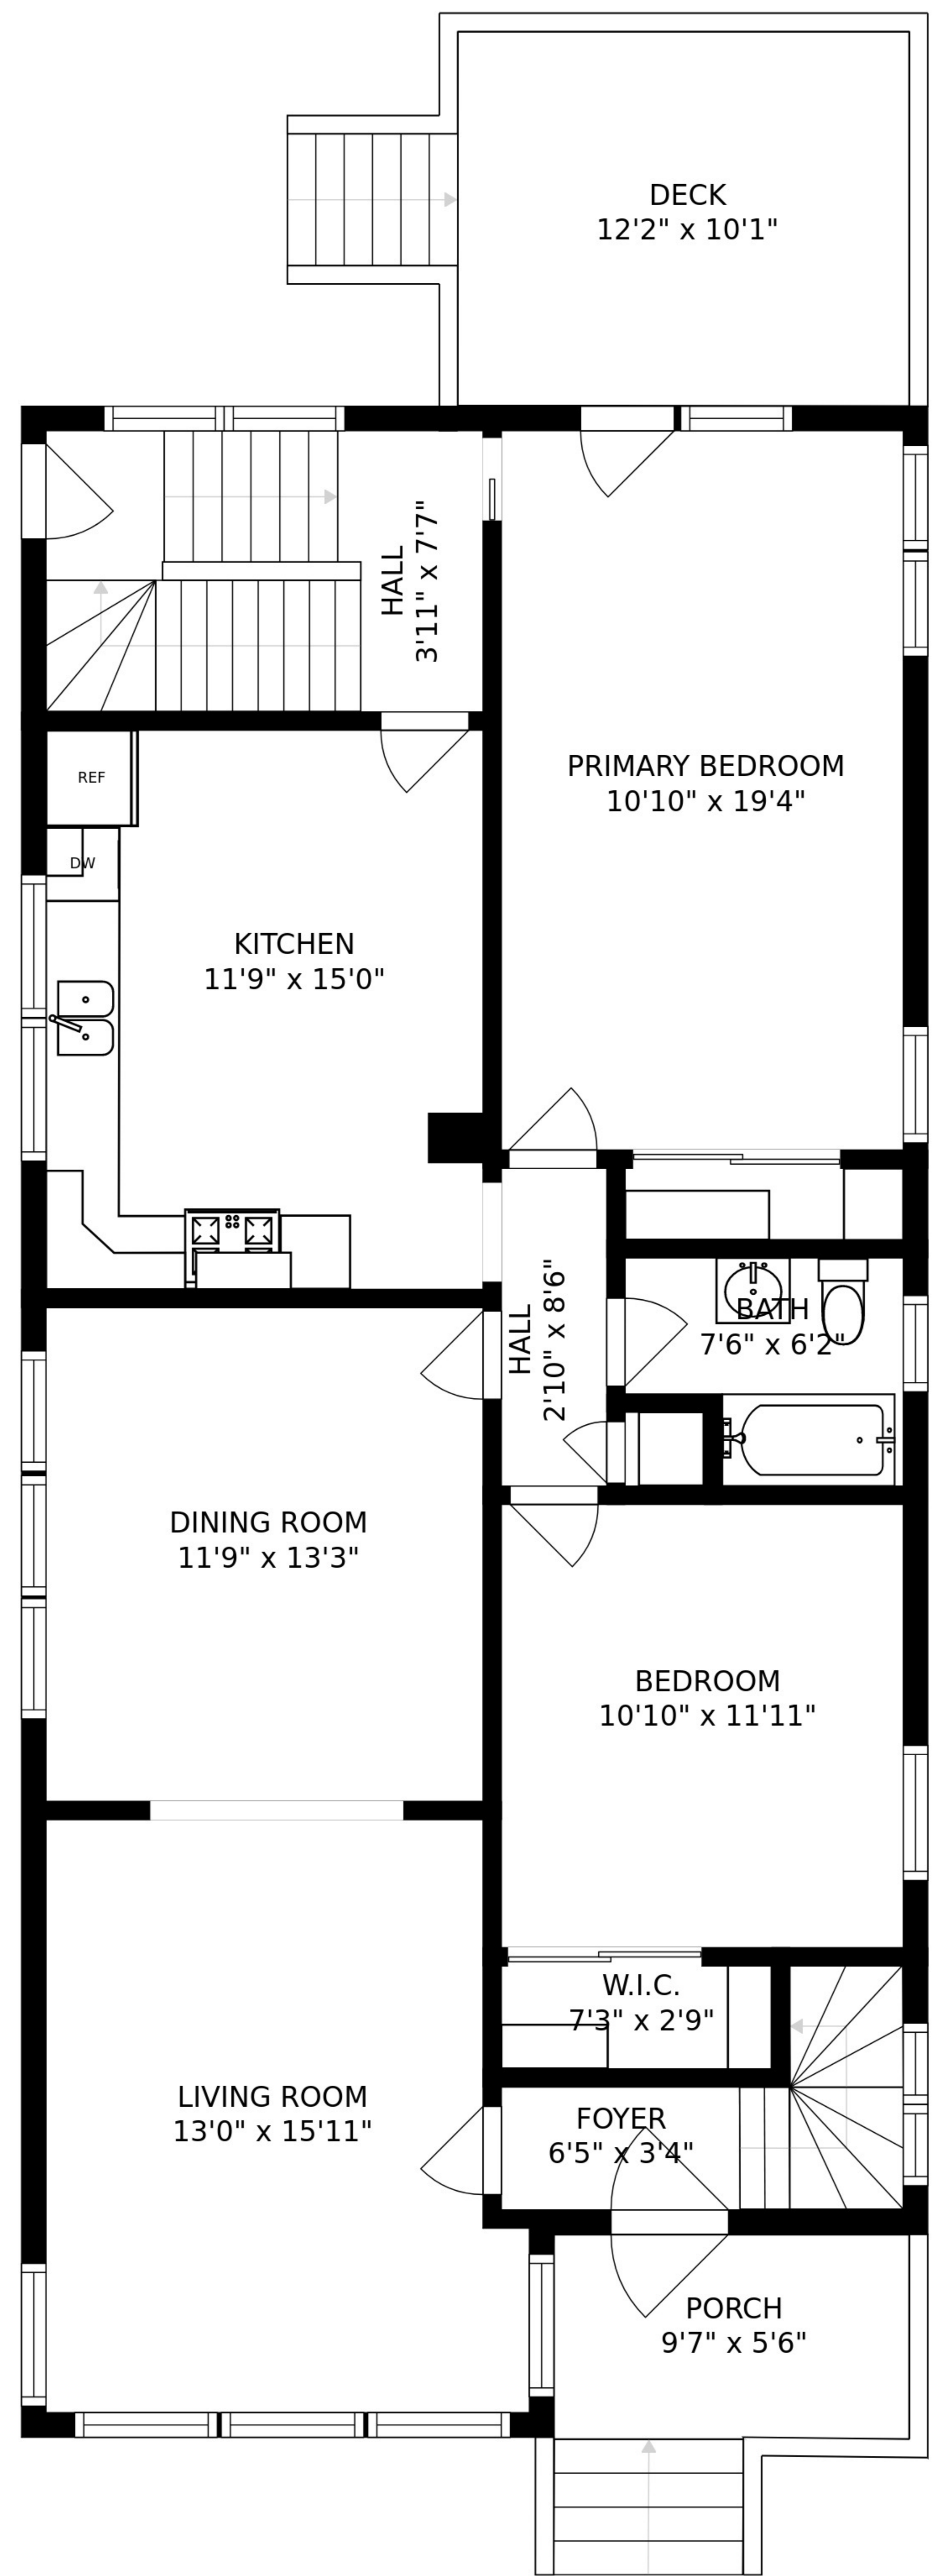 DECK
12'2" x 10'1"
HALL
3'11" x 7'7"
PRIMARY BEDROOM
10'10" x 19'4"
REF
DW
KITCHEN
11'9" x 15'0"
HALL
2'10" x 8'6"
BATH
7'6" x 6'2"
DINING ROOM
11'9" x 13'3"
BEDROOM
10'10" x 11'11"
W.I.C.
7'3" x 2'9"
LIVING ROOM
13'0" x 15'11"
FOYER
6'5" x 3'4"
PORCH
9'7" x 5'6"